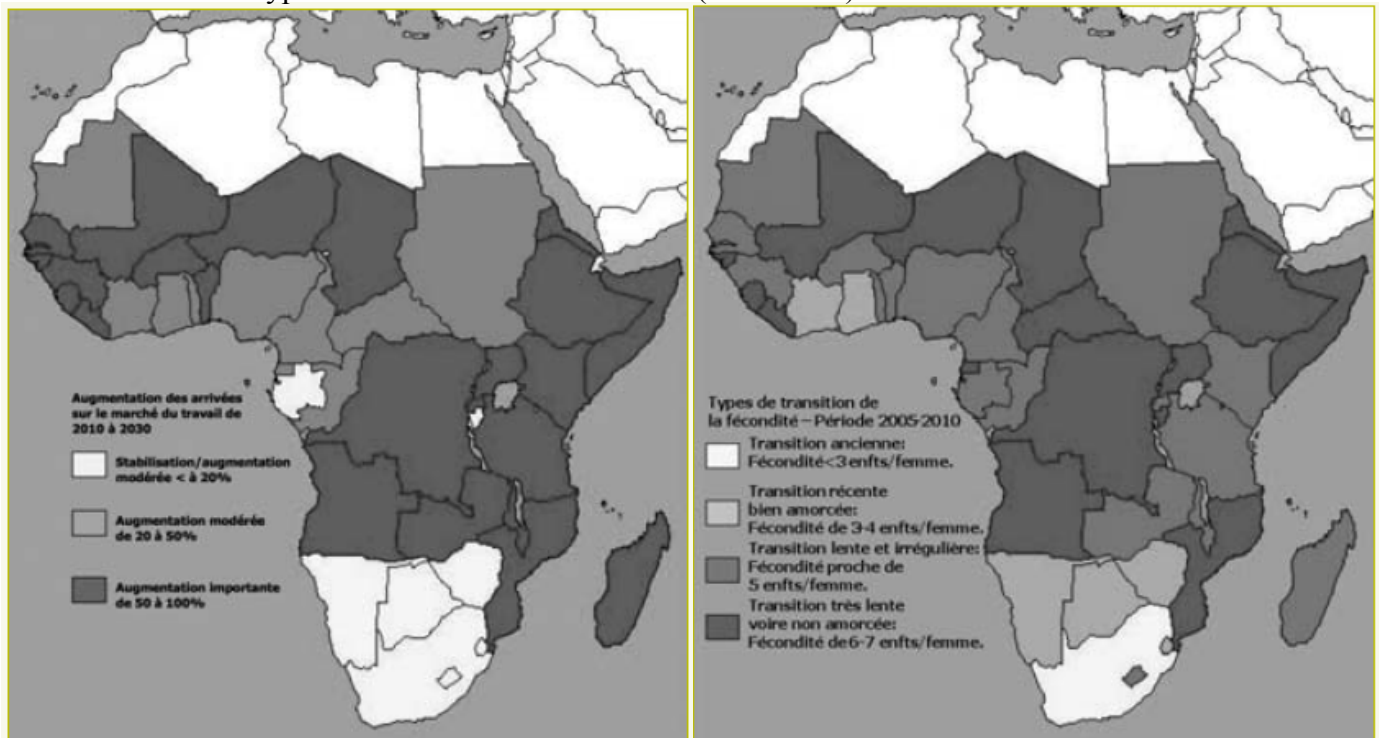 Augmentation des arrivées
sur le marché du travail de
2010 à 2030
Stabilisation/augmentation
modérée < à 20%
Augmentation modérée
de 20 à 50%
Augmentation importante
de 50 à 100%
Types de transition de
la fécondité – Période 2005-2010
Transition ancienne:
Fécondité<3 enfts/femme.
Transition récente
bien amorcée:
Fécondité de 3-4 enfts/femme.
Transition lente et irrégulière:
Fécondité proche de
5 enfts/femme.
Transition très lente
voire non amorcée:
Fécondité de 6-7 enfts/femme.